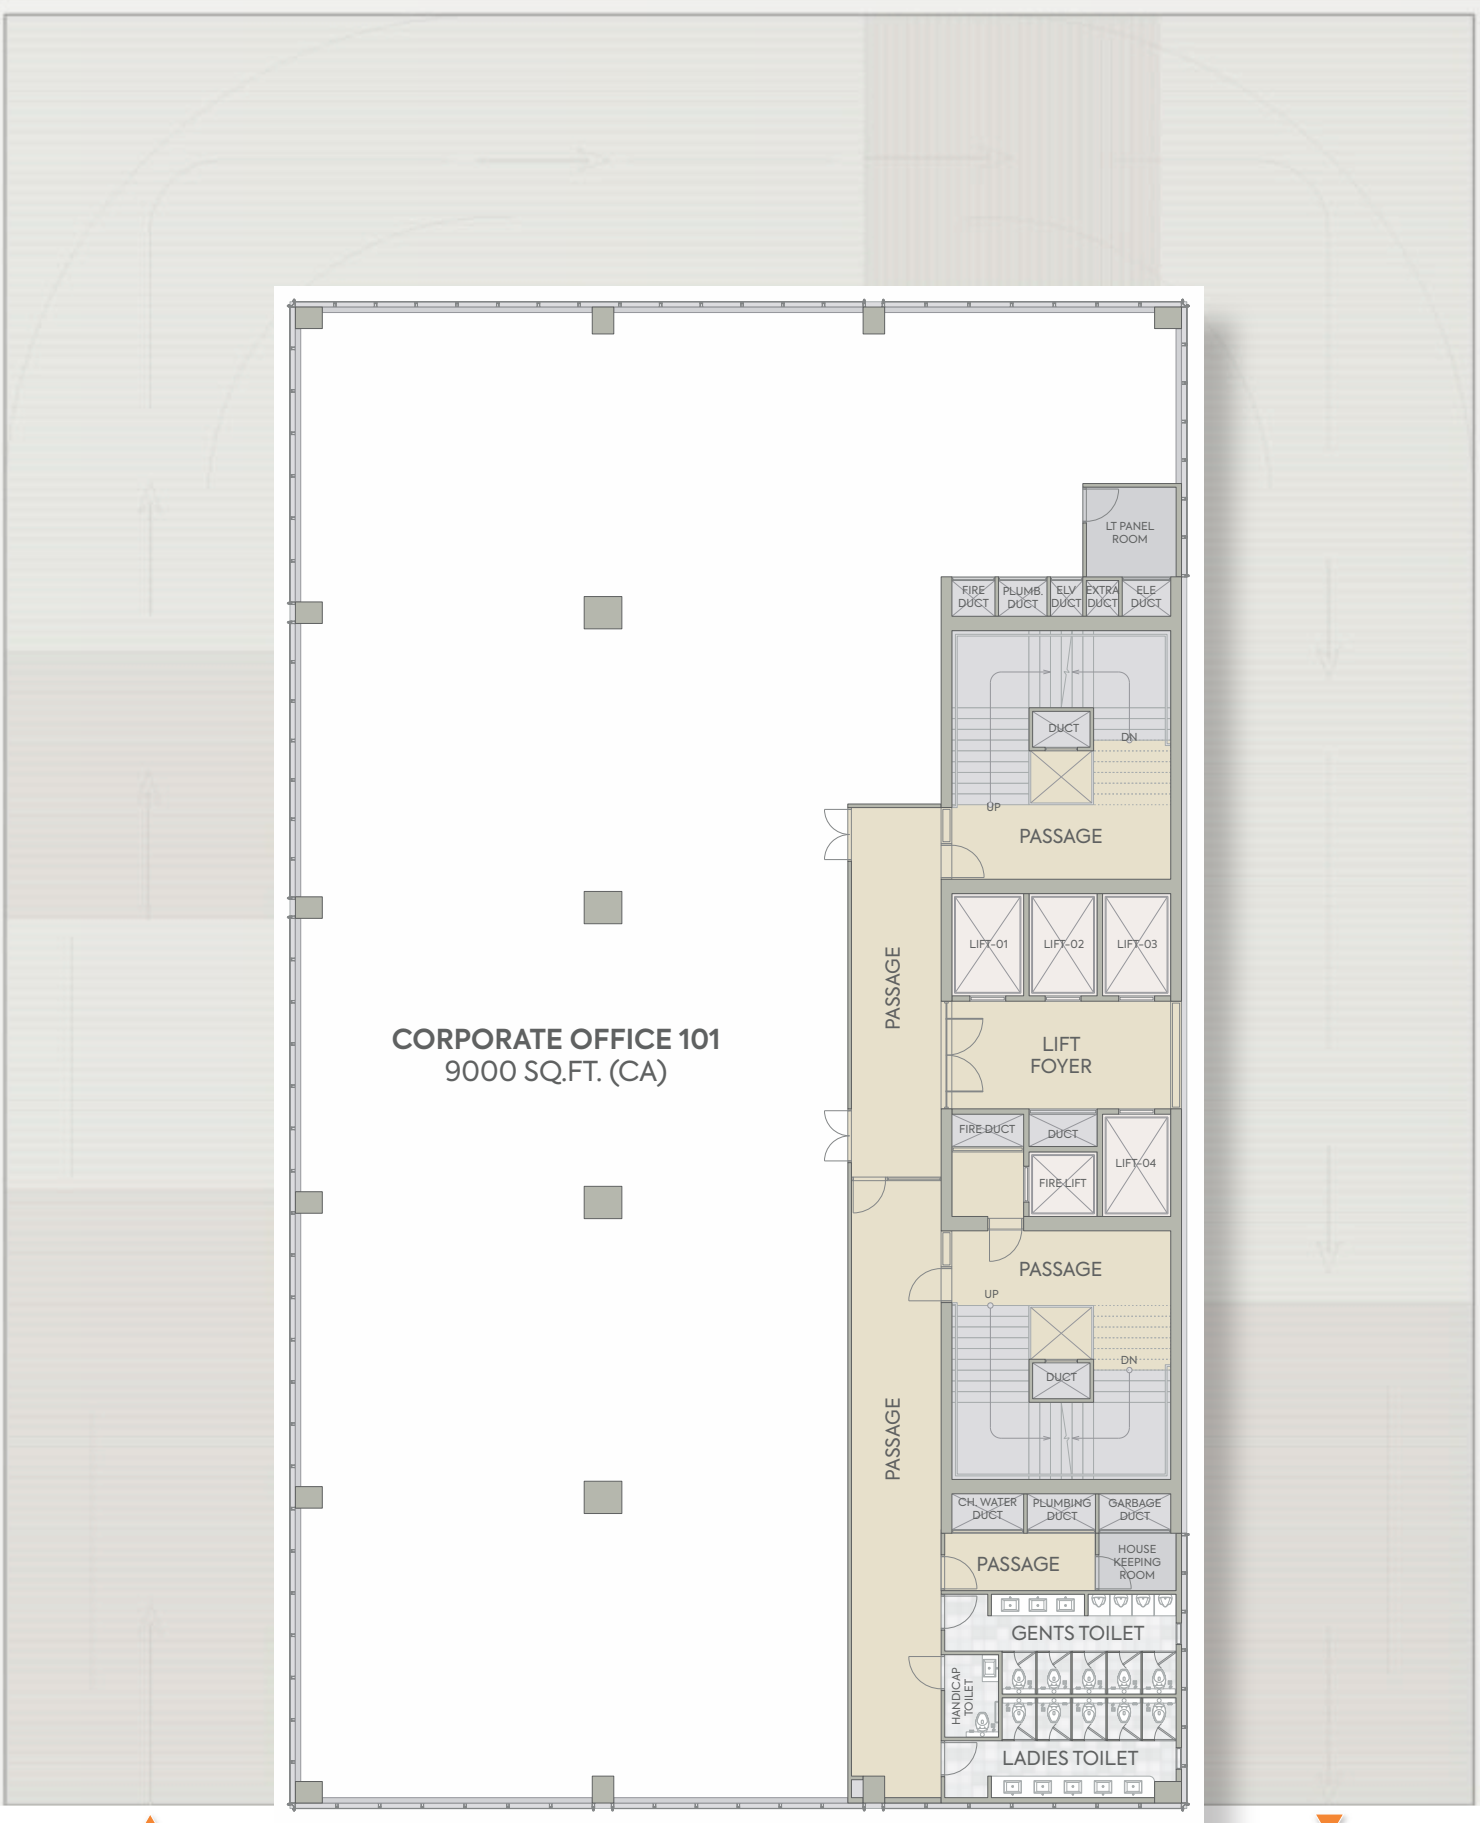 LT PANEL
ROOM
FIRE
DUCT
PLUMB.
DUCT
ELV
DUCT
EXTRA
DUCT
ELE
DUCT
DUCT
DN
UP
PASSAGE
LIFT-01
LIFT-02
LIFT-03
PASSAGE
CORPORATE OFFICE 101
9000 SQ.FT. (CA)
LIFT
FOYER
FIRE DUCT
DUCT
LIFT-04
FIRE LIFT
PASSAGE
UP
DN
DUCT
PASSAGE
CH. WATER
DUCT
PLUMBING
DUCT
GARBAGE
DUCT
PASSAGE
HOUSE
KEEPING
ROOM
GENTS TOILET
HANDICAP
TOILET
LADIES TOILET